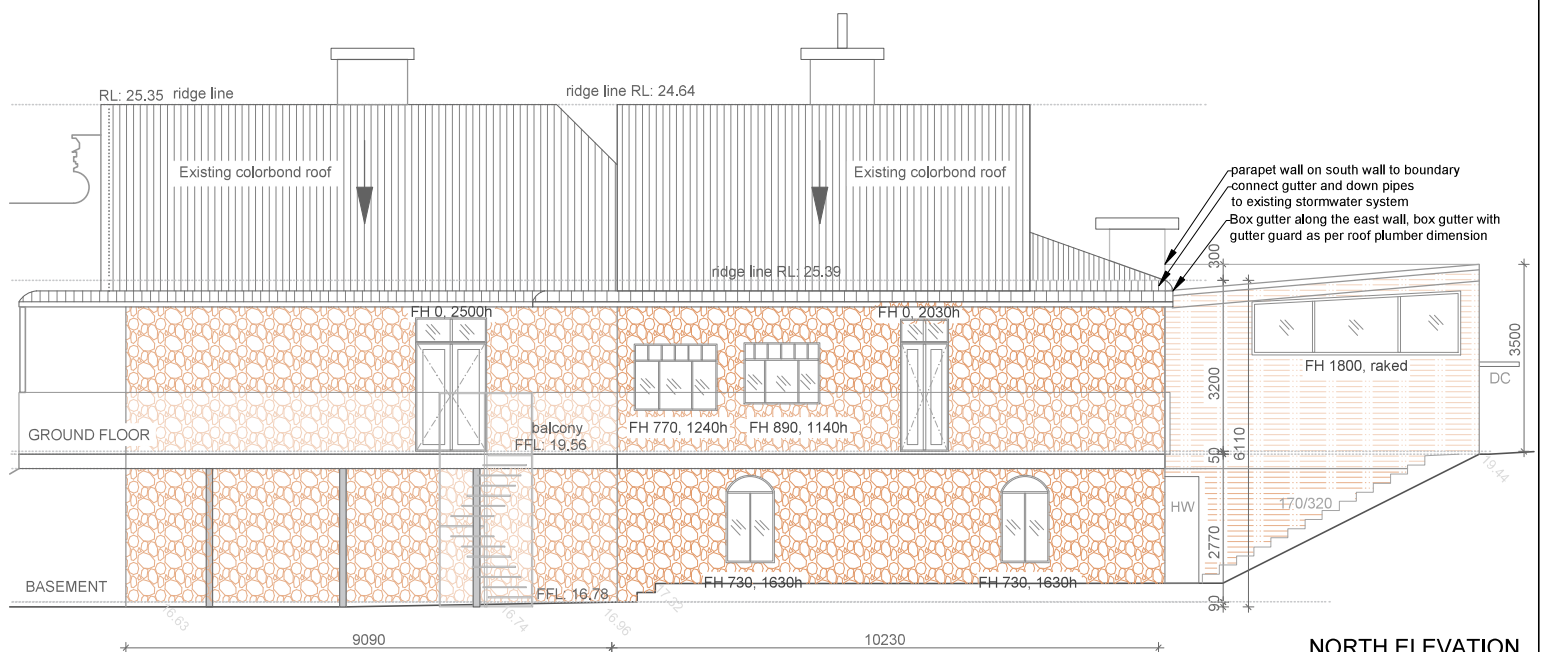 RL: 25.35 ridge line
ridge line RL: 24.64
Existing colorbond roof
Existing colorbond roof
parapet wall on south wall to boundary
connect gutter and down pipes
to existing stormwater system
Box gutter along the east wall, box gutter with
gutter guard as per roof plumber dimension
ridge line RL: 25.39
300
FH 0, 2500h
FH 0, 2030h
3500
FH 1800, raked
DC
3200
FH 770, 1240h
FH 890, 1140h
balcony
FFL: 19.56
GROUND FLOOR
50
6110
19.44
HW
170/320
2770
BASEMENT
FH 730, 1630h
FH 730, 1630h
FFL: 16.78
90
16.63
16.74
16.96
17.32
9090
10230
NORTH ELEVATION